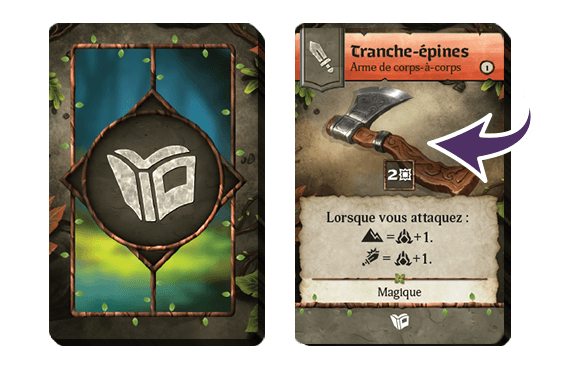 Tranche-épines
Arme de corps-à-corps 1
2
Lorsque vous attaquez :
=+1.
=+1.
Magique